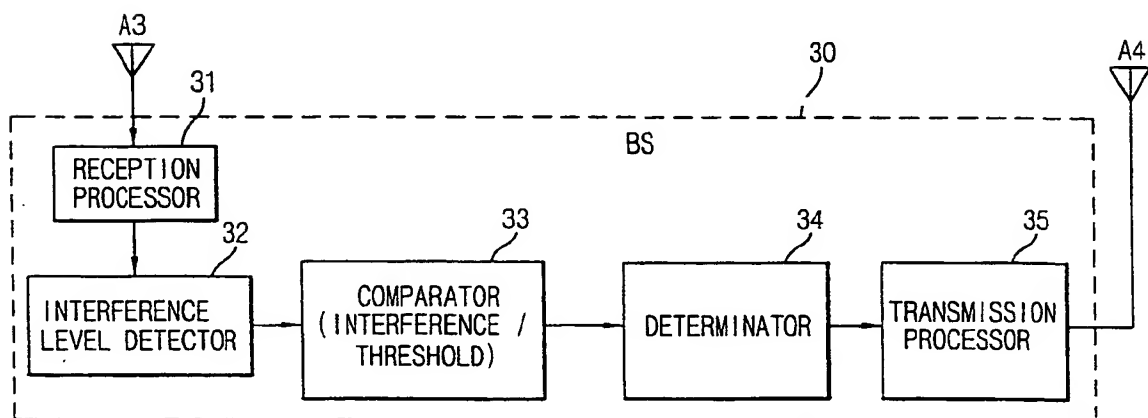 A3
A4
31
30
BS
RECEPTION
PROCESSOR
32
33
34
35
INTERFERENCE
LEVEL DETECTOR
COMPARATOR
(INTERFERENCE /
THRESHOLD)
DETERMINATOR
TRANSMISSION
PROCESSOR